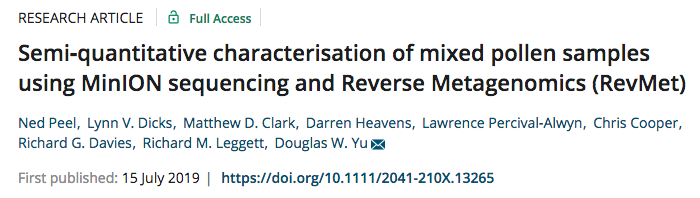 RESEARCH ARTICLE Full Access
Semi-quantitative characterisation of mixed pollen samples
using MinION sequencing and Reverse Metagenomics (RevMet)
Ned Peel, Lynn V. Dicks, Matthew D. Clark, Darren Heavens, Lawrence Percival-Alwyn, Chris Cooper,
Richard G. Davies, Richard M. Leggett, Douglas W. Yu
First published: 15 July 2019 | https://doi.org/10.1111/2041-210X.13265